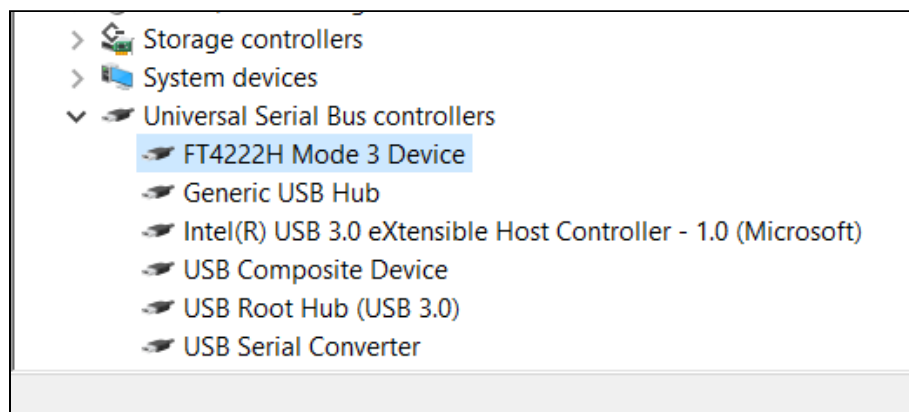 Storage controllers
System devices
Universal Serial Bus controllers
FT4222H Mode 3 Device
Generic USB Hub
Intel(R) USB 3.0 eXtensible Host Controller - 1.0 (Microsoft)
USB Composite Device
USB Root Hub (USB 3.0)
USB Serial Converter